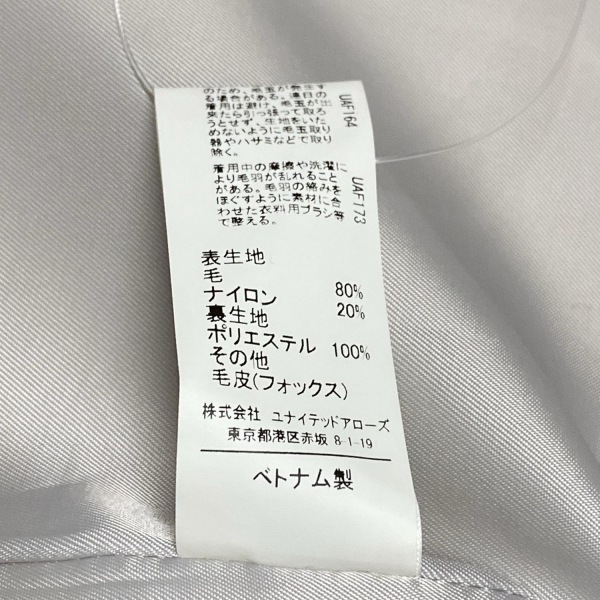 のため、毛玉が発生す
る場合がある。連日の
着用は避け、毛玉が出
来たら引っ張って取ろ
うとせず、生地をいた
めないように毛玉取り
器やハサミなどで取り
除く。
UAF164
着用中の摩擦や洗濯に
より毛羽が乱れること
がある。毛羽の絡みを
ほぐすように素材に合
わせた衣料用ブラシ等
で整える。
UAF173
表生地
毛 80%
ナイロン 20%
裏生地
ポリエステル 100%
その他
毛皮(フォックス)
株式会社 ユナイテッドアローズ
東京都港区赤坂 8-1-19
ベトナム製